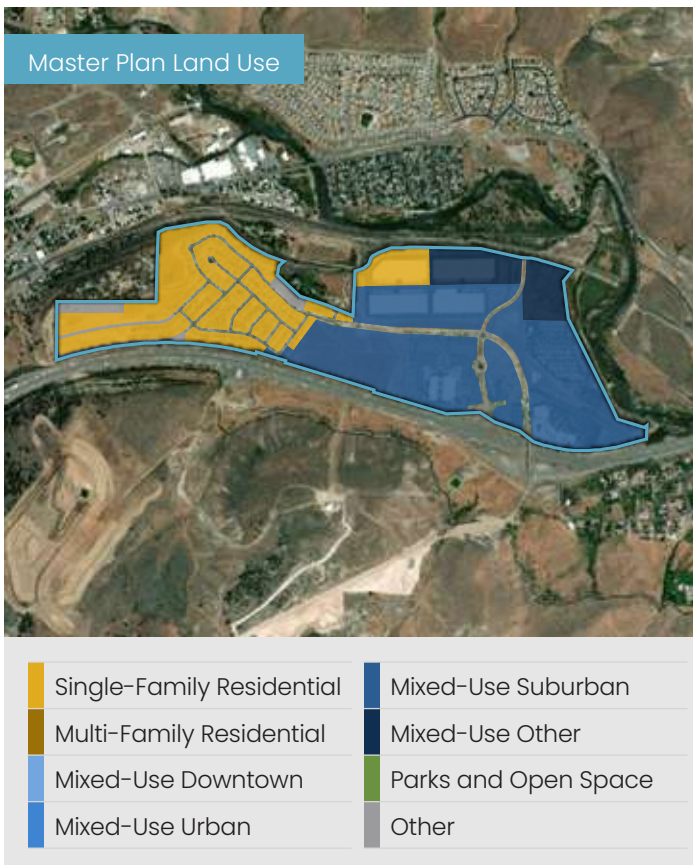 Master Plan Land Use
Single-Family Residential
Multi-Family Residential
Mixed-Use Downtown
Mixed-Use Urban
Mixed-Use Suburban
Mixed-Use Other
Parks and Open Space
Other